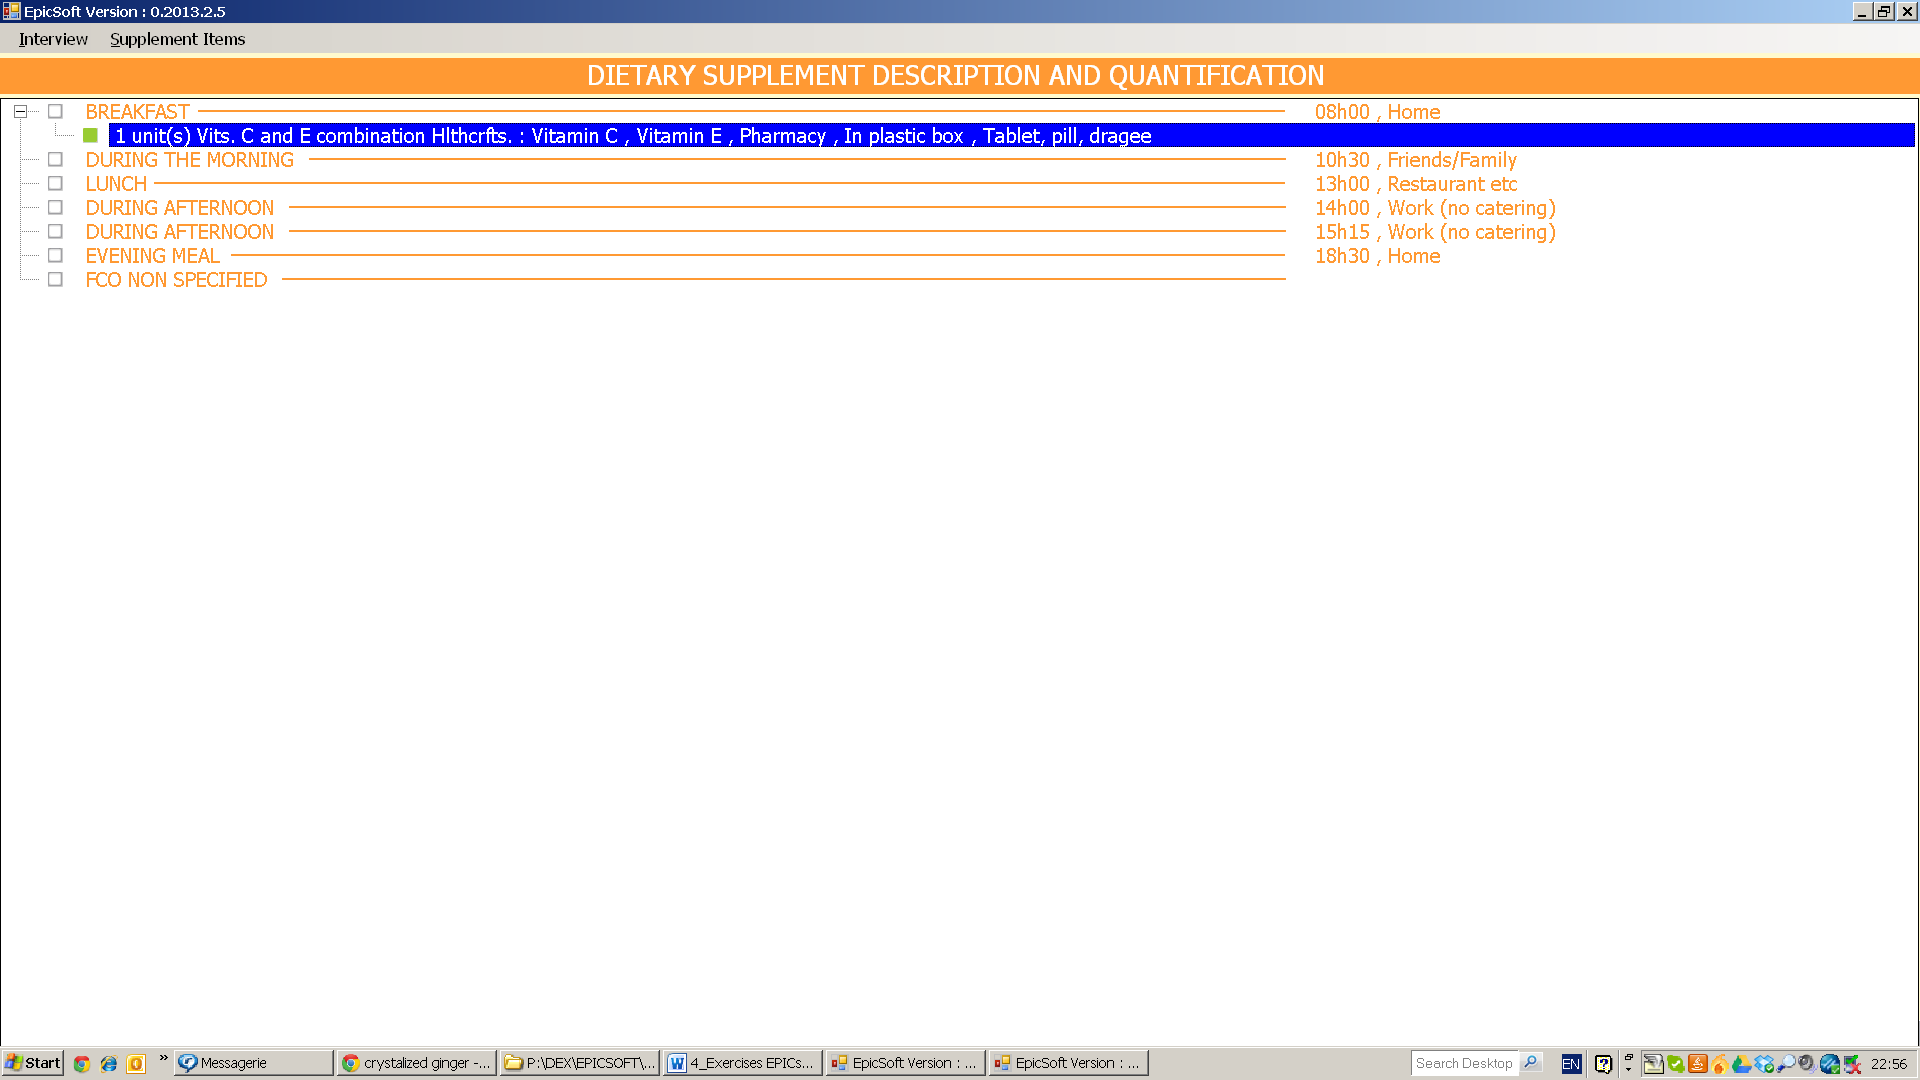 EpicSoft Version : 0.2013.2.5
Interview Supplement Items
DIETARY SUPPLEMENT DESCRIPTION AND QUANTIFICATION
BREAKFAST 08h00 , Home
1 unit(s) Vits. C and E combination Hlthcrfts. : Vitamin C , Vitamin E , Pharmacy , In plastic box , Tablet, pill, dragee
DURING THE MORNING 10h30 , Friends/Family
LUNCH 13h00 , Restaurant etc
DURING AFTERNOON 14h00 , Work (no catering)
DURING AFTERNOON 15h15 , Work (no catering)
EVENING MEAL 18h30 , Home
FCO NON SPECIFIED
Start » Messagerie crystalized ginger -... P:\DEX\EPICSOFT\... 4_Exercises EPICs... EpicSoft Version : ... EpicSoft Version : ... Search Desktop EN 22:56